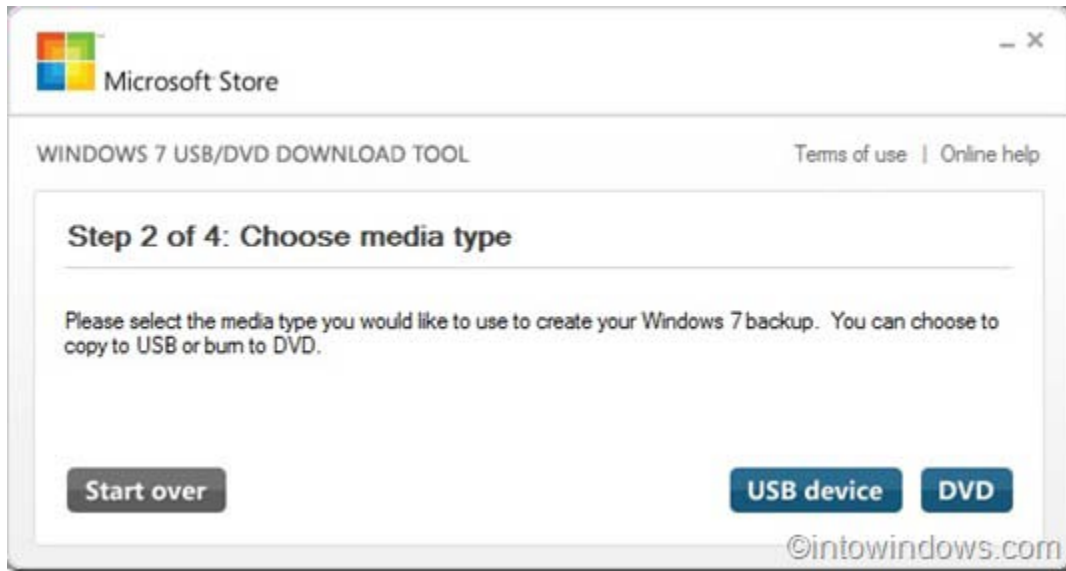 Microsoft Store
WINDOWS 7 USB/DVD DOWNLOAD TOOL
Terms of use | Online help
Step 2 of 4: Choose media type
Please select the media type you would like to use to create your Windows 7 backup. You can choose to
copy to USB or burn to DVD.
Start over
USB device
DVD
©intowindows.com